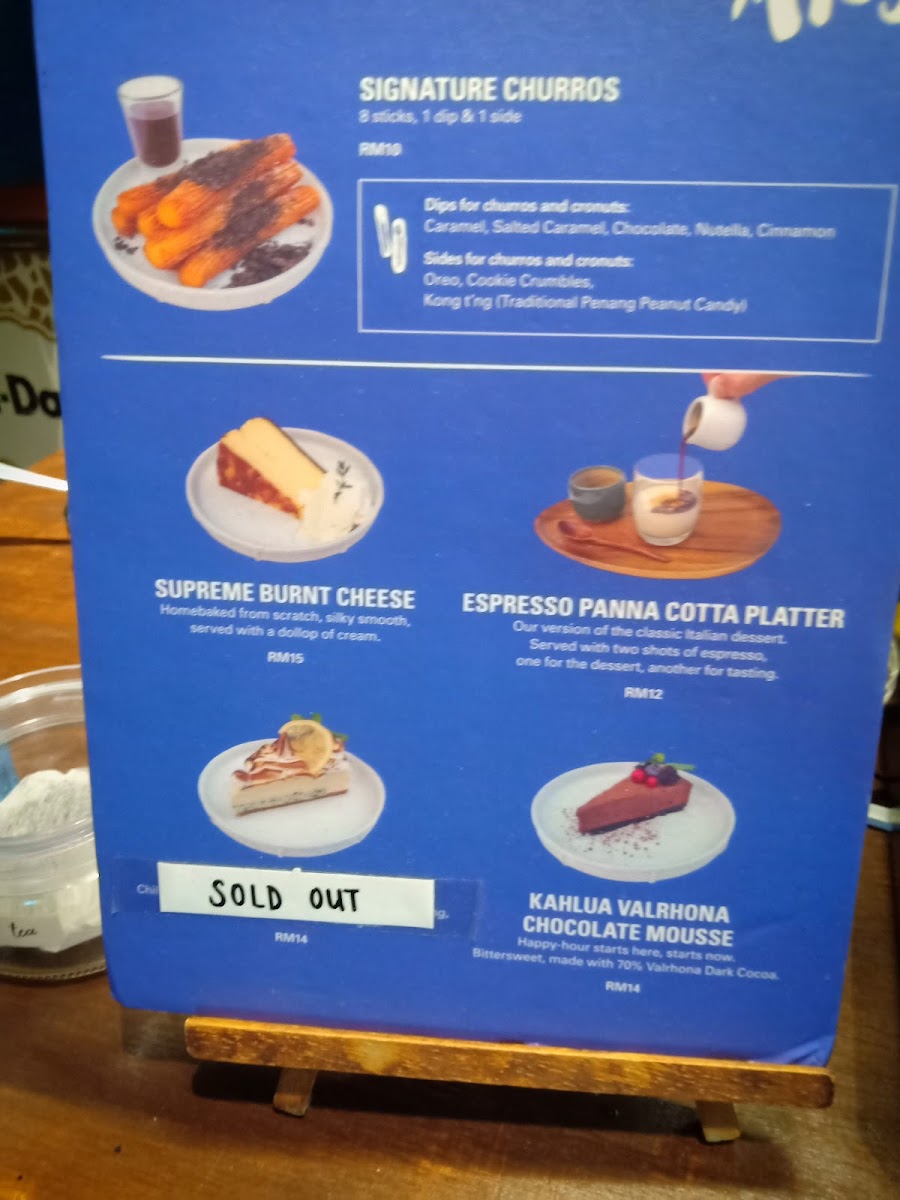 SIGNATURE CHURROS
8 sticks, 1 dip & 1 side
RM10
Dips for churros and cronuts:
Caramel, Salted Caramel, Chocolate, Nutella, Cinnamon
Sides for churros and cronuts:
Oreo, Cookie Crumbles,
Kong t'ng (Traditional Penang Peanut Candy)
SUPREME BURNT CHEESE
Homebaked from scratch, silky smooth,
served with a dollop of cream.
RM15
ESPRESSO PANNA COTTA PLATTER
Our version of the classic Italian dessert.
Served with two shots of espresso,
one for the dessert, another for tasting.
RM12
SOLD OUT
RM14
KAHLUA VALRHONA
CHOCOLATE MOUSSE
Happy-hour starts here, starts now.
Bittersweet, made with 70% Valrhona Dark Cocoa.
RM14
tea